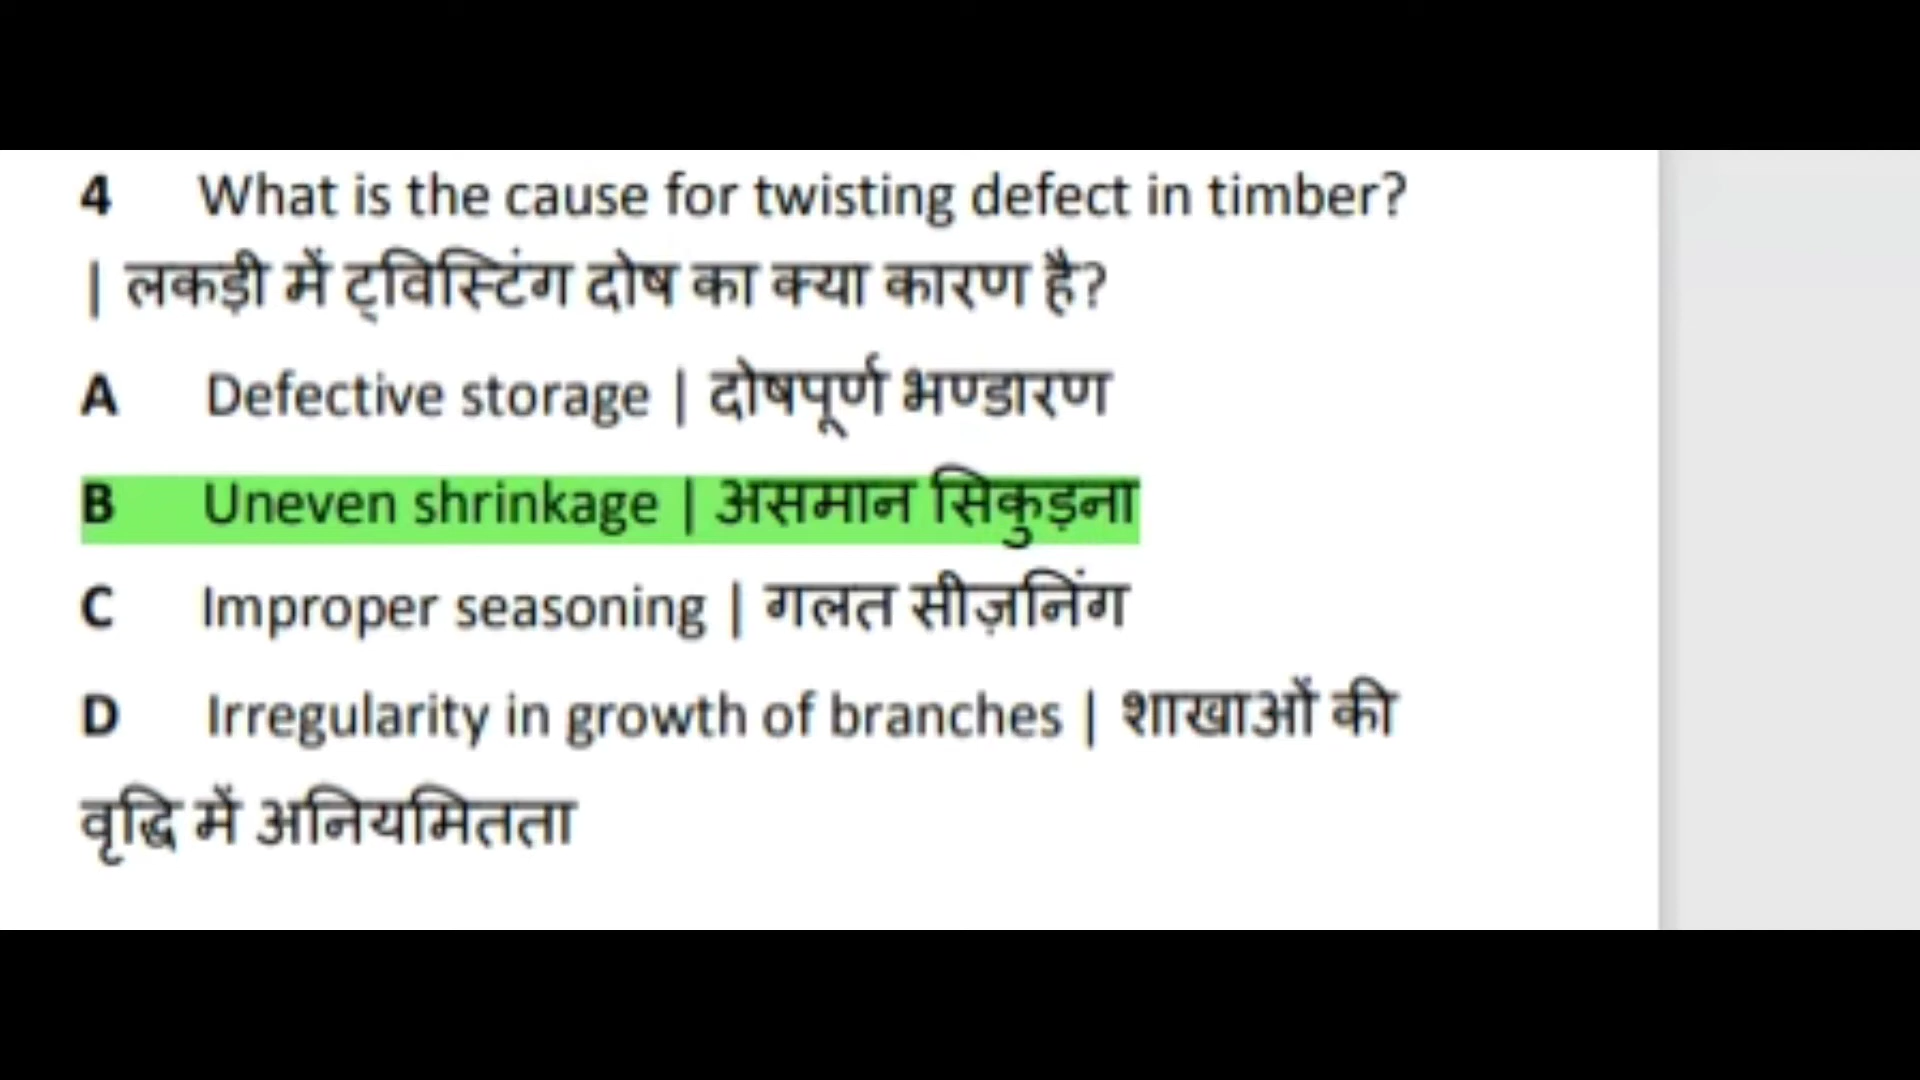 4 What is the cause for twisting defect in timber?
| लकड़ी में ट्विस्टिंग दोष का क्या कारण है?
A Defective storage | दोषपूर्ण भण्डारण
B Uneven shrinkage | असमान सिकुड़ना
C Improper seasoning | गलत सीज़निंग
D Irregularity in growth of branches | शाखाओं की
वृद्धि में अनियमितता